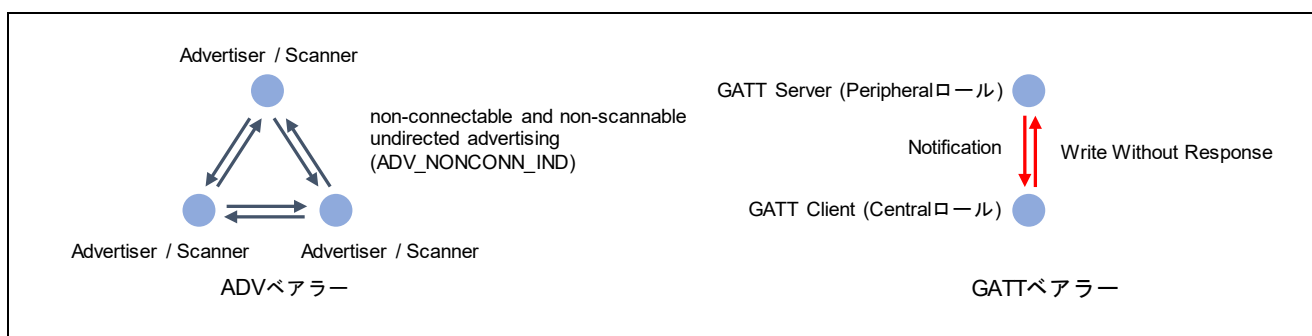 Advertiser / Scanner
non-connectable and non-scannable
undirected advertising
(ADV_NONCONN_IND)
Advertiser / Scanner
Advertiser / Scanner
ADVベアラー
GATT Server (Peripheralロール)
Notification
Write Without Response
GATT Client (Centralロール)
GATTベアラー